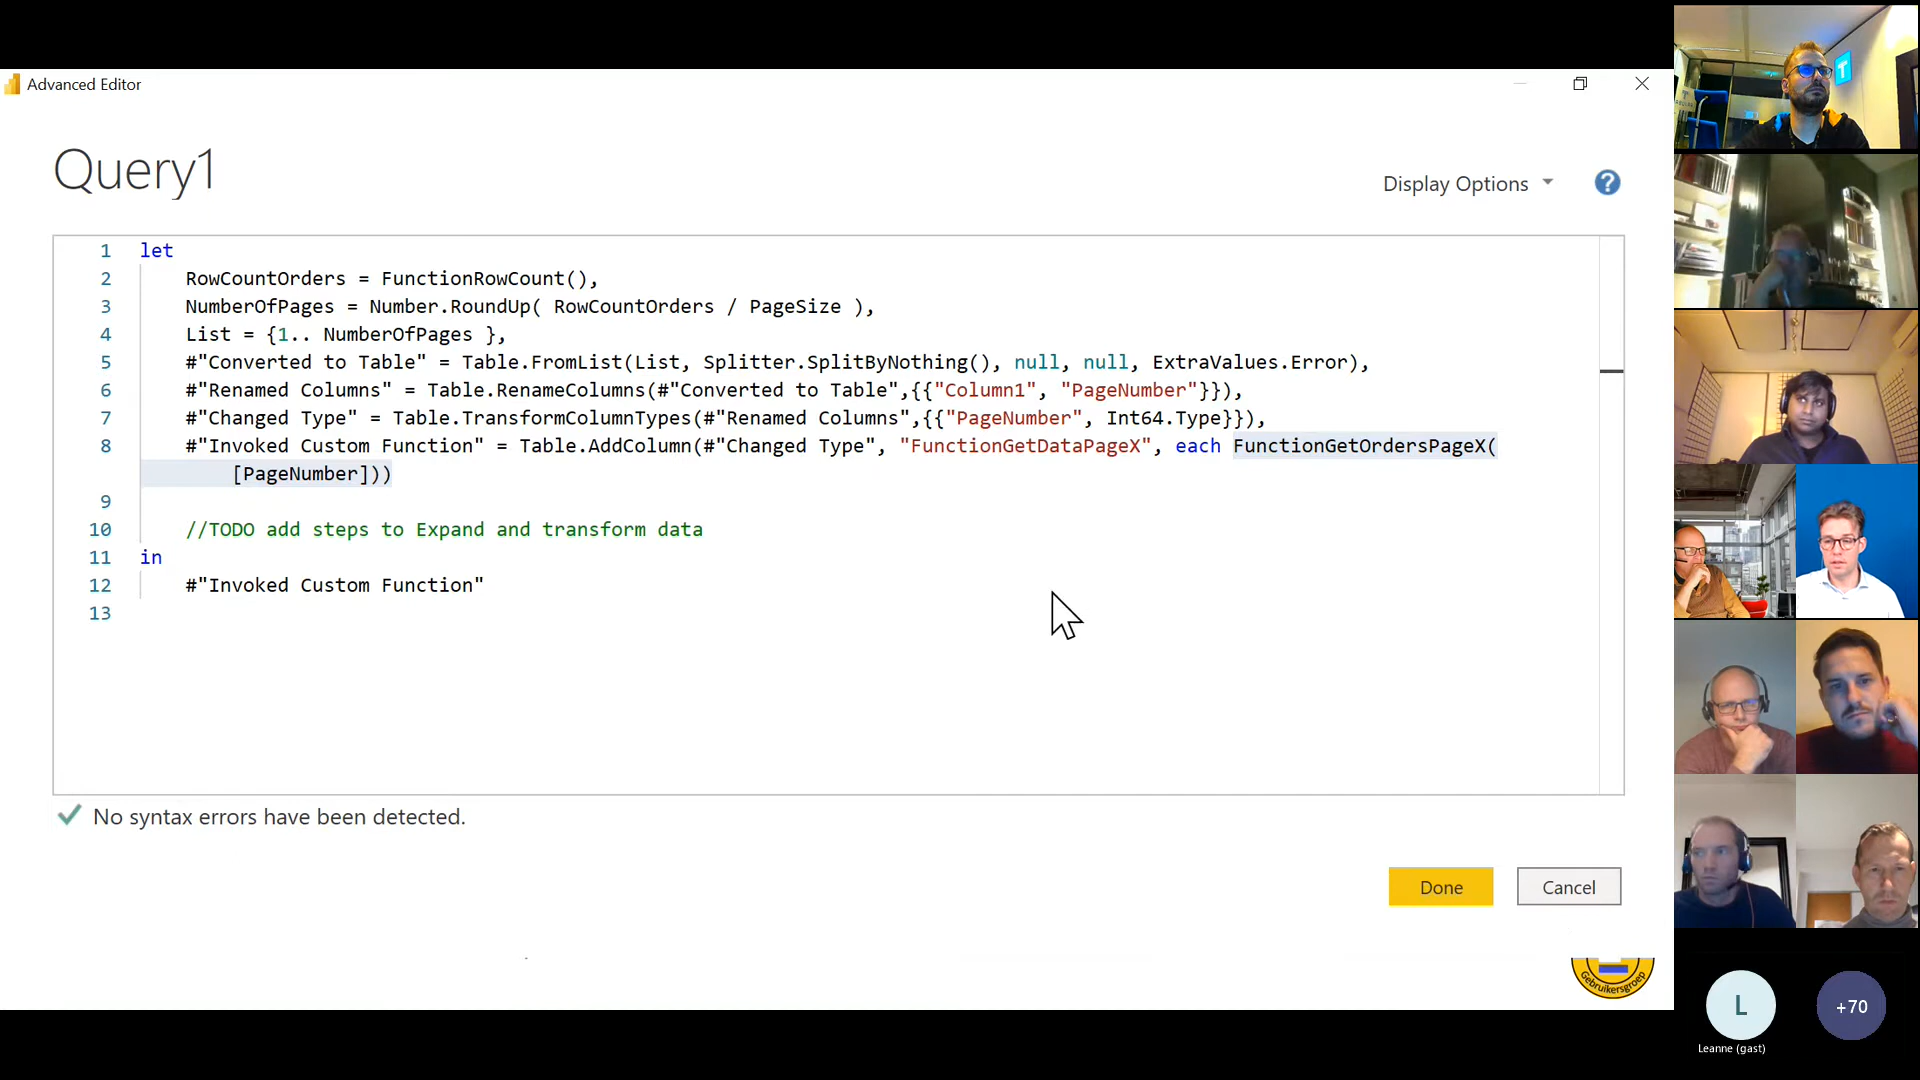 Advanced Editor
Query1
Display Options
?
1 let
2 RowCountOrders = FunctionRowCount(),
3 NumberOfPages = Number.RoundUp( RowCountOrders / PageSize ),
4 List = {1.. NumberOfPages },
5 #"Converted to Table" = Table.FromList(List, Splitter.SplitByNothing(), null, null, ExtraValues.Error),
6 #"Renamed Columns" = Table.RenameColumns(#"Converted to Table",{{"Column1", "PageNumber"}}),
7 #"Changed Type" = Table.TransformColumnTypes(#"Renamed Columns",{{"PageNumber", Int64.Type}}),
8 #"Invoked Custom Function" = Table.AddColumn(#"Changed Type", "FunctionGetDataPageX", each FunctionGetOrdersPageX(
[PageNumber]))
9
10 //TODO add steps to Expand and transform data
11 in
12 #"Invoked Custom Function"
13
No syntax errors have been detected.
Done
Cancel
Gebruikersgroep
L
+70
Leanne (gast)